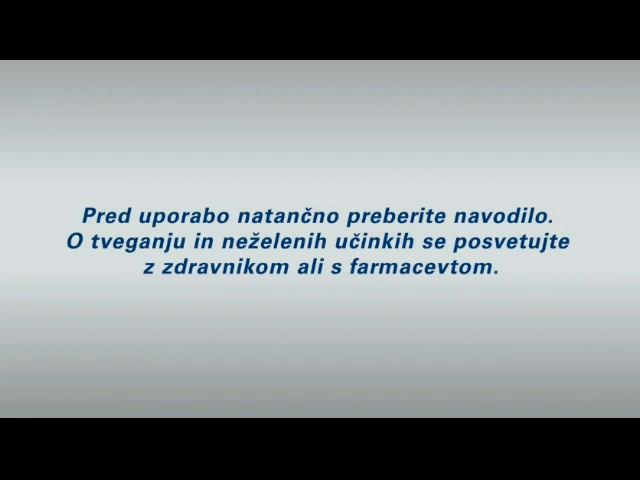 Pred uporabo natančno preberite navodilo.
O tveganju in neželenih učinkih se posvetujte
z zdravnikom ali s farmacevtom.